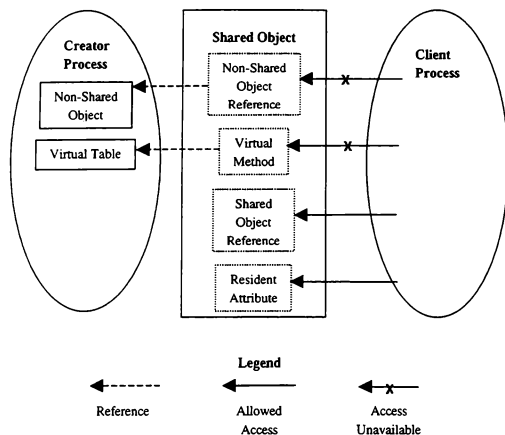 Creator
Process
Non-Shared
Object
Virtual Table
Shared Object
Non-Shared
Object
Reference
Virtual
Method
Shared
Object
Reference
Resident
Attribute
Client
Process
x
x
Legend
x
Reference
Allowed
Access
Access
Unavailable